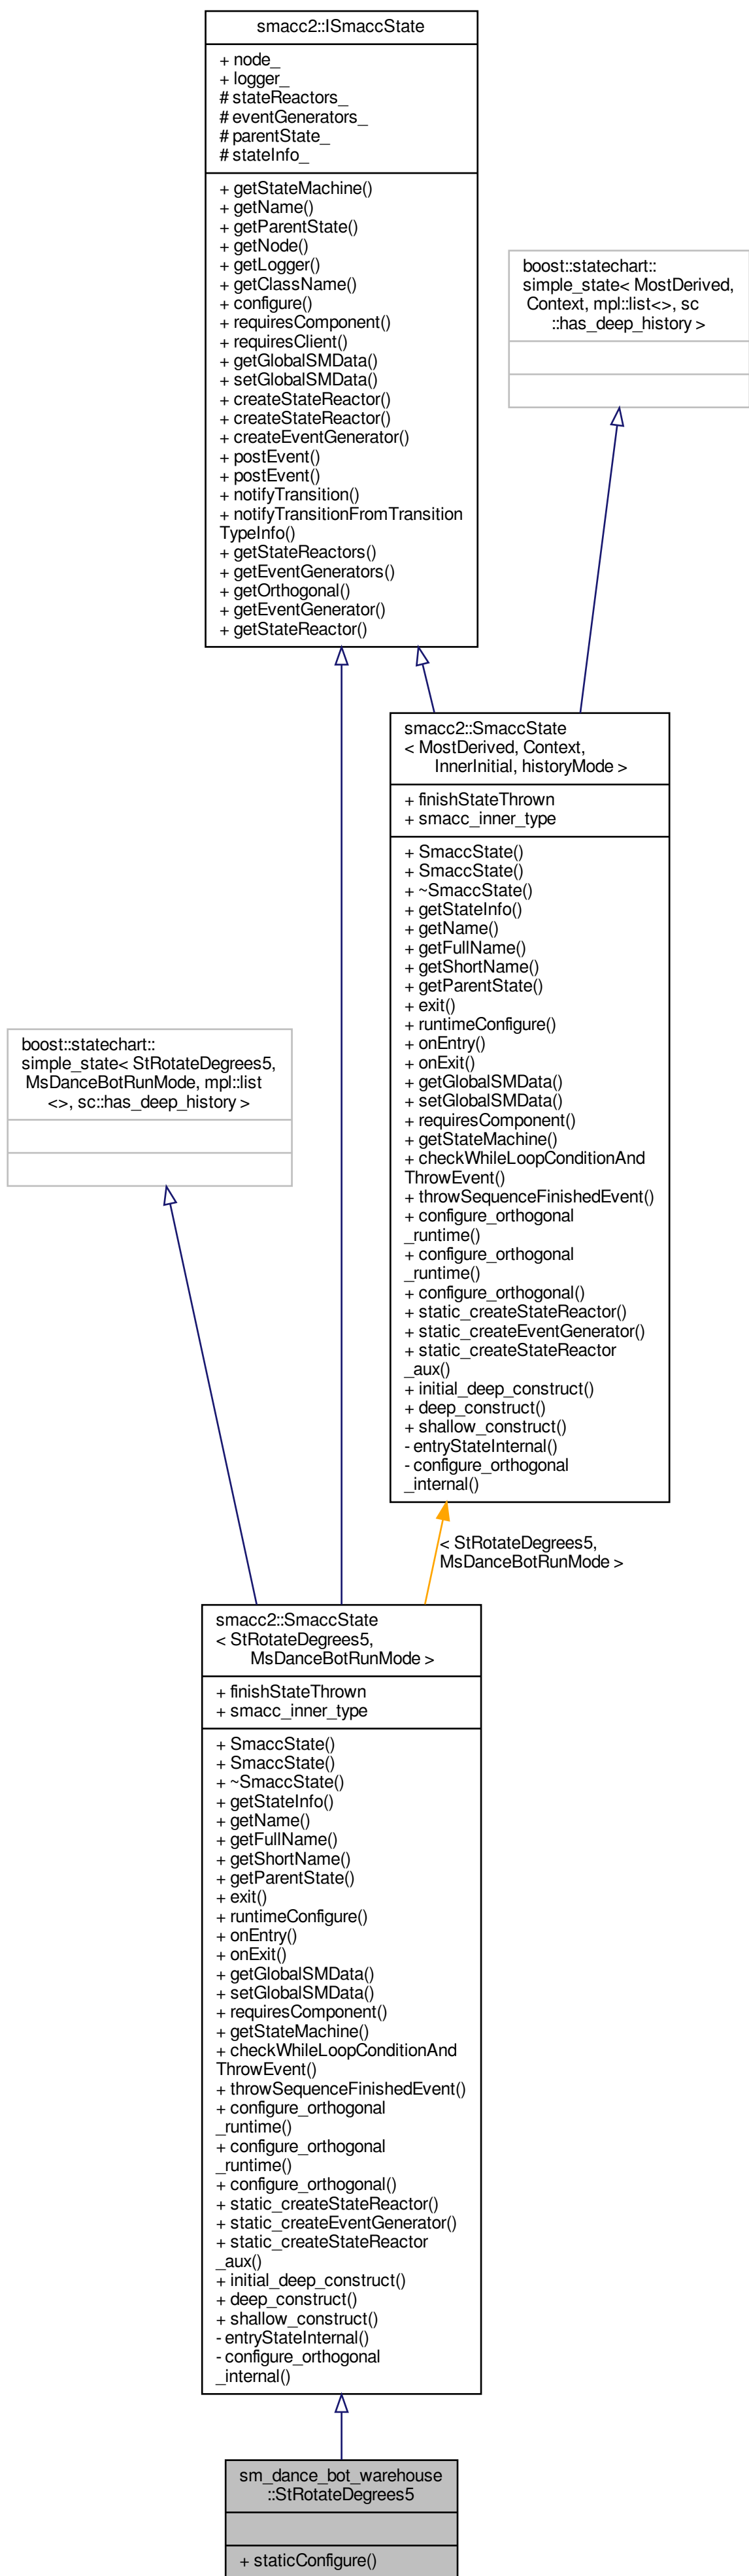 smacc2::ISmaccState
+ node_
+ logger_
# stateReactors_
# eventGenerators_
# parentState_
# stateInfo_
+ getStateMachine()
+ getName()
+ getParentState()
+ getNode()
+ getLogger()
+ getClassName()
+ configure()
+ requiresComponent()
+ requiresClient()
+ getGlobalSMData()
+ setGlobalSMData()
+ createStateReactor()
+ createStateReactor()
+ createEventGenerator()
+ postEvent()
+ postEvent()
+ notifyTransition()
+ notifyTransitionFromTransition
TypeInfo()
+ getStateReactors()
+ getEventGenerators()
+ getOrthogonal()
+ getEventGenerator()
+ getStateReactor()
boost::statechart::
simple_state< MostDerived,
Context, mpl::list<>, sc
::has_deep_history >
smacc2::SmaccState
< MostDerived, Context,
InnerInitial, historyMode >
+ finishStateThrown
+ smacc_inner_type
+ SmaccState()
+ SmaccState()
+ ~SmaccState()
+ getStateInfo()
+ getName()
+ getFullName()
+ getShortName()
+ getParentState()
+ exit()
+ runtimeConfigure()
+ onEntry()
+ onExit()
+ getGlobalSMData()
+ setGlobalSMData()
+ requiresComponent()
+ getStateMachine()
+ checkWhileLoopConditionAnd
ThrowEvent()
+ throwSequenceFinishedEvent()
+ configure_orthogonal
_runtime()
+ configure_orthogonal
_runtime()
+ configure_orthogonal()
+ static_createStateReactor()
+ static_createEventGenerator()
+ static_createStateReactor
_aux()
+ initial_deep_construct()
+ deep_construct()
+ shallow_construct()
- entryStateInternal()
- configure_orthogonal
_internal()
boost::statechart::
simple_state< StRotateDegrees5,
MsDanceBotRunMode, mpl::list
<>, sc::has_deep_history >
< StRotateDegrees5,
MsDanceBotRunMode >
smacc2::SmaccState
< StRotateDegrees5,
MsDanceBotRunMode >
+ finishStateThrown
+ smacc_inner_type
+ SmaccState()
+ SmaccState()
+ ~SmaccState()
+ getStateInfo()
+ getName()
+ getFullName()
+ getShortName()
+ getParentState()
+ exit()
+ runtimeConfigure()
+ onEntry()
+ onExit()
+ getGlobalSMData()
+ setGlobalSMData()
+ requiresComponent()
+ getStateMachine()
+ checkWhileLoopConditionAnd
ThrowEvent()
+ throwSequenceFinishedEvent()
+ configure_orthogonal
_runtime()
+ configure_orthogonal
_runtime()
+ configure_orthogonal()
+ static_createStateReactor()
+ static_createEventGenerator()
+ static_createStateReactor
_aux()
+ initial_deep_construct()
+ deep_construct()
+ shallow_construct()
- entryStateInternal()
- configure_orthogonal
_internal()
sm_dance_bot_warehouse
::StRotateDegrees5
+ staticConfigure()